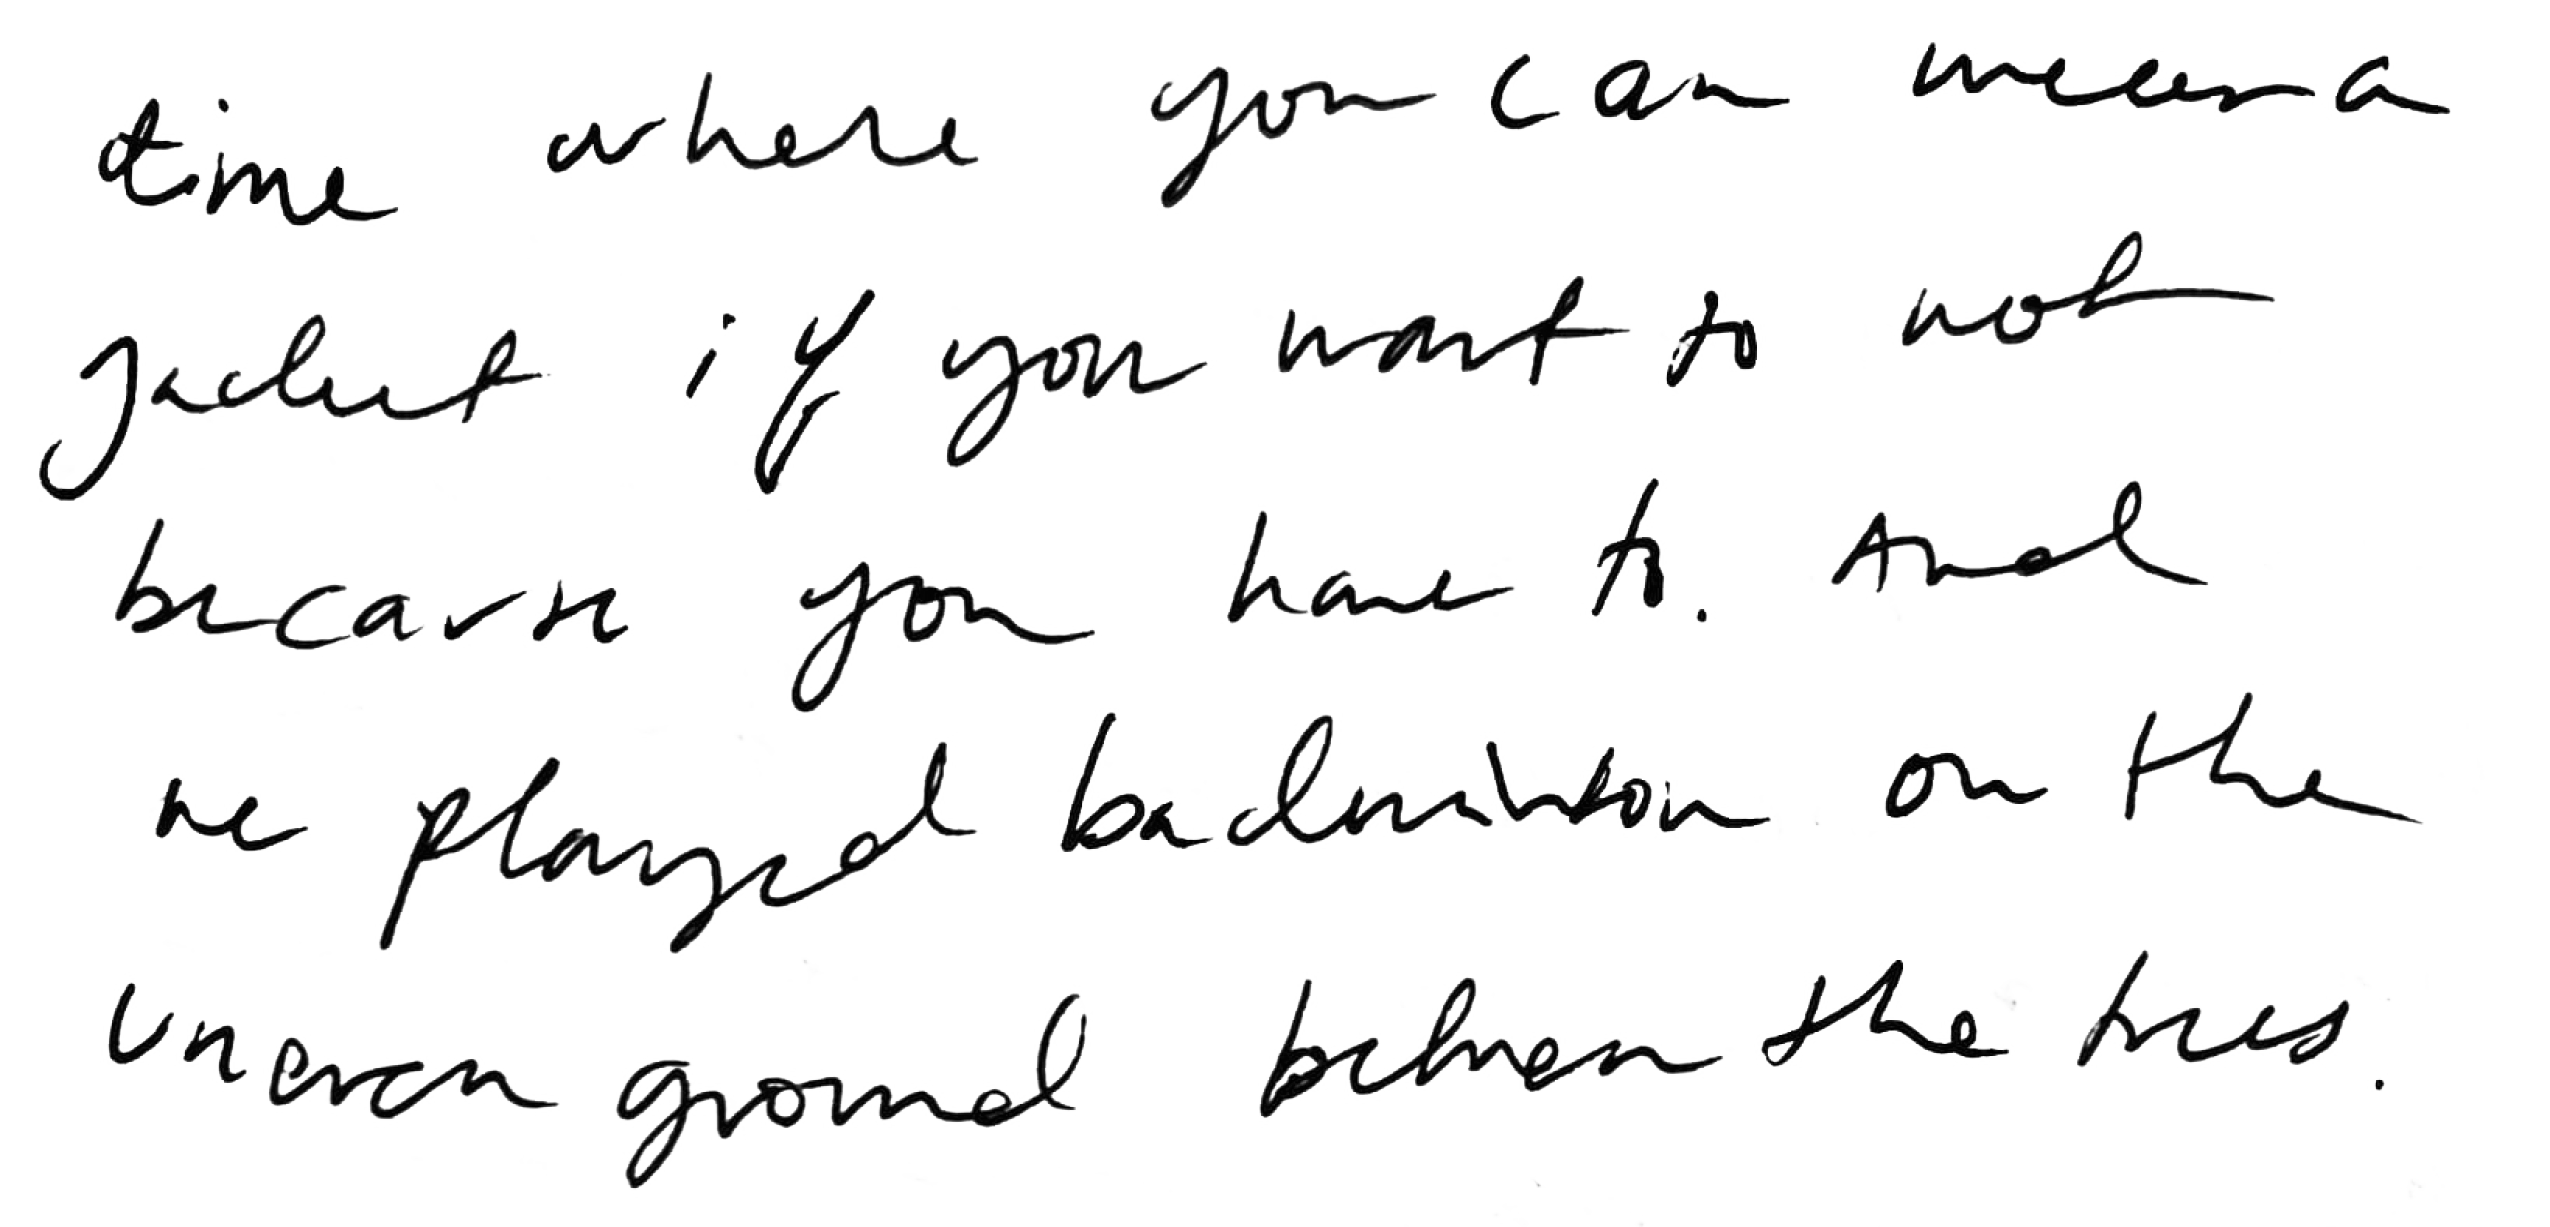 time where you can wear a
jacket if you want to not
because you have to. And
we played badminton on the
uneven ground between the trees.